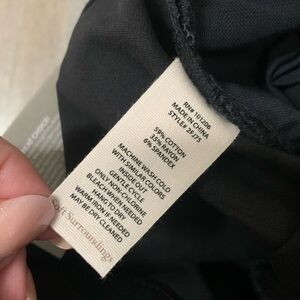 RN# 101206
MADE IN CHINA
STYLE# 2FJ75
59% COTTON
35% RAYON
6% SPANDEX
MACHINE WASH COLD
WITH SIMILAR COLORS
INSIDE OUT
GENTLE CYCLE
ONLY NON-CHLORINE
BLEACH WHEN NEEDED
HANG TO DRY
WARM IRON IF NEEDED
MAY BE DRY CLEANED
Soft Surroundings